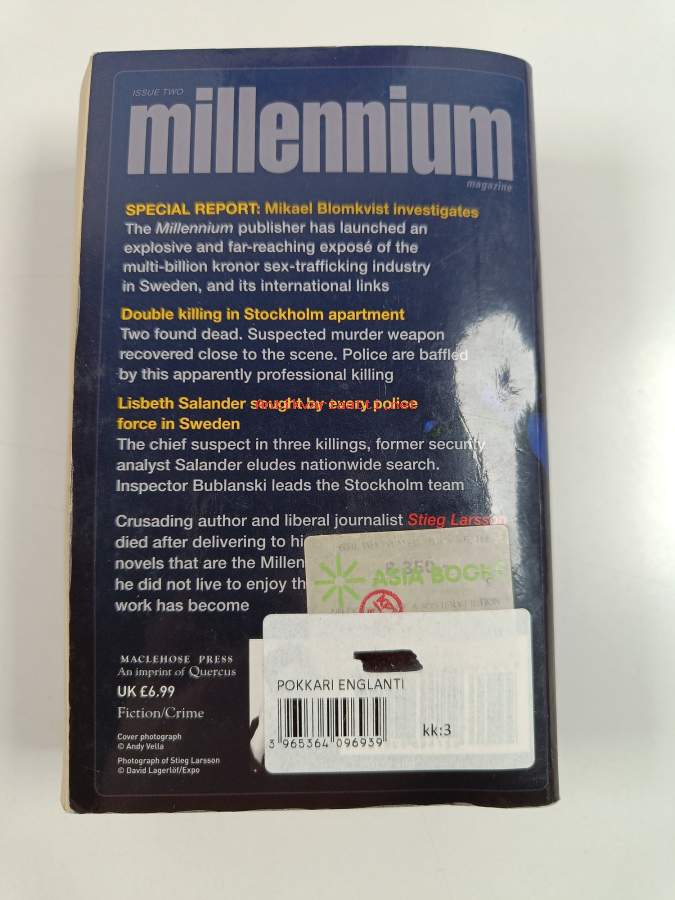 ISSUE TWO
millennium
magazine
SPECIAL REPORT: Mikael Blomkvist investigates
The Millennium publisher has launched an
explosive and far-reaching exposé of the
multi-billion kronor sex-trafficking industry
in Sweden, and its international links
Double killing in Stockholm apartment
Two found dead. Suspected murder weapon
recovered close to the scene. Police are baffled
by this apparently professional killing
Lisbeth Salander sought by every police
force in Sweden
The chief suspect in three killings, former security
analyst Salander eludes nationwide search.
Inspector Bublanski leads the Stockholm team
Crusading author and liberal journalist Stieg Larsson
died after delivering to hi
novels that are the Millen
he did not live to enjoy th
work has become
350
ASIA BOOKS
MACLEHOSE PRESS
An imprint of Quercus
UK £6.99
Fiction/Crime
Cover photograph
© Andy Vella
Photograph of Stieg Larsson
© David Lagerlöf/Expo
POKKARI ENGLANTI
kk:3
3 965364 096939